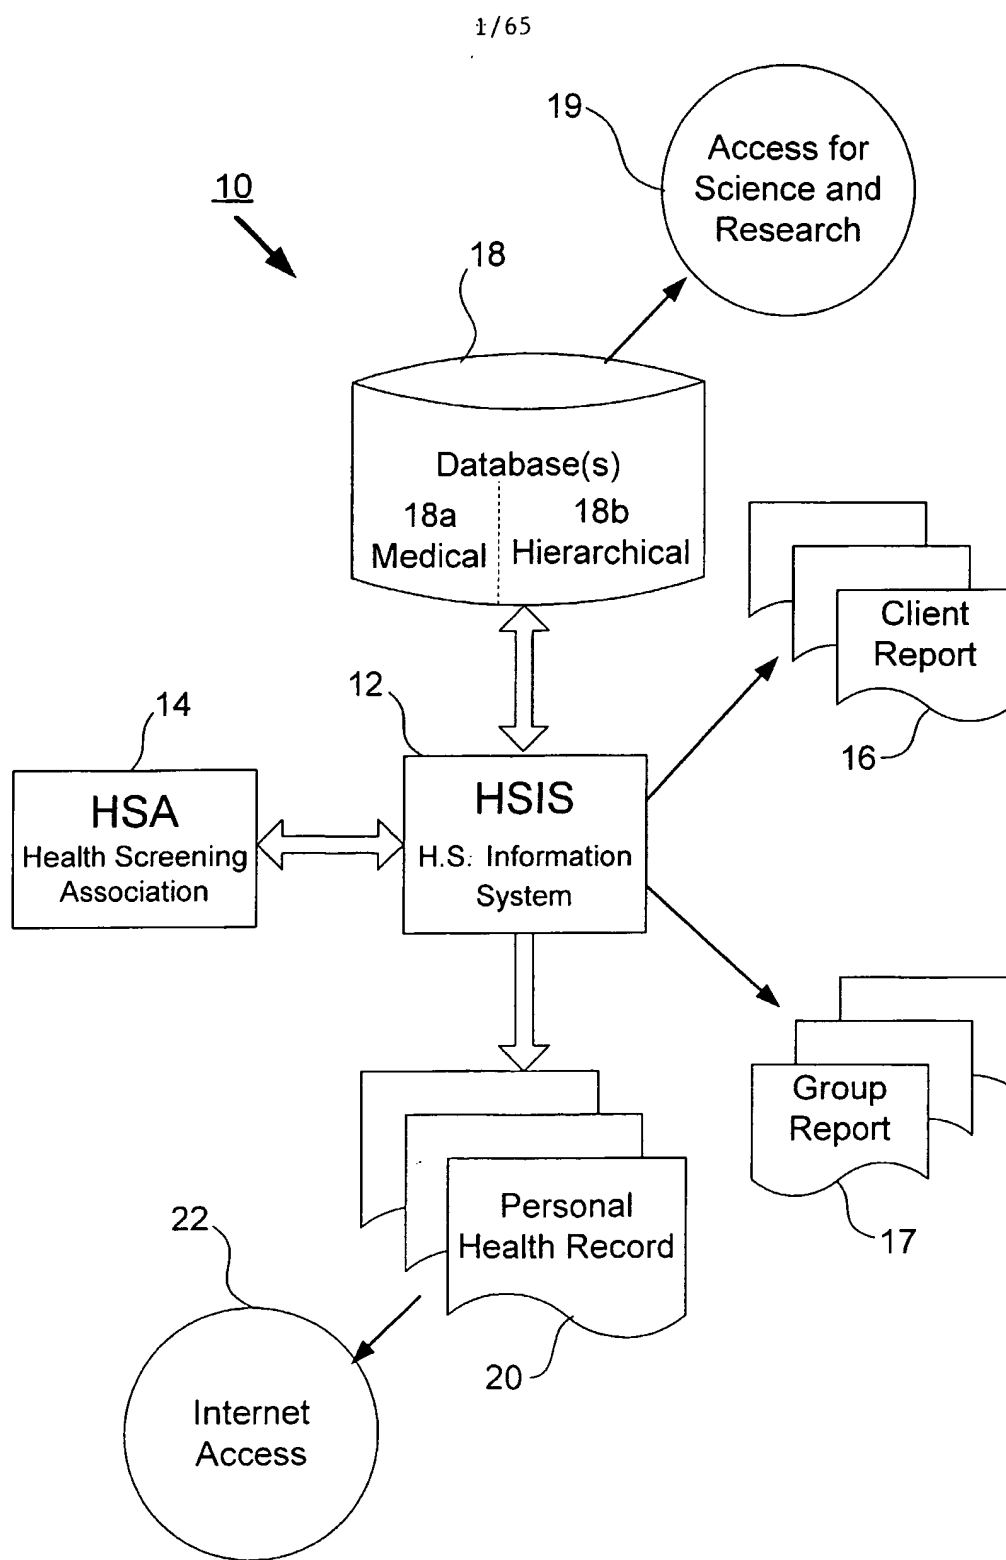 1/65
19
Access for
Science and
Research
10
18
Database(s)
18a
Medical
18b
Hierarchical
Client
Report
16
14
12
HSA
Health Screening
Association
HSIS
H.S. Information
System
Group
Report
17
Personal
Health Record
20
22
Internet
Access